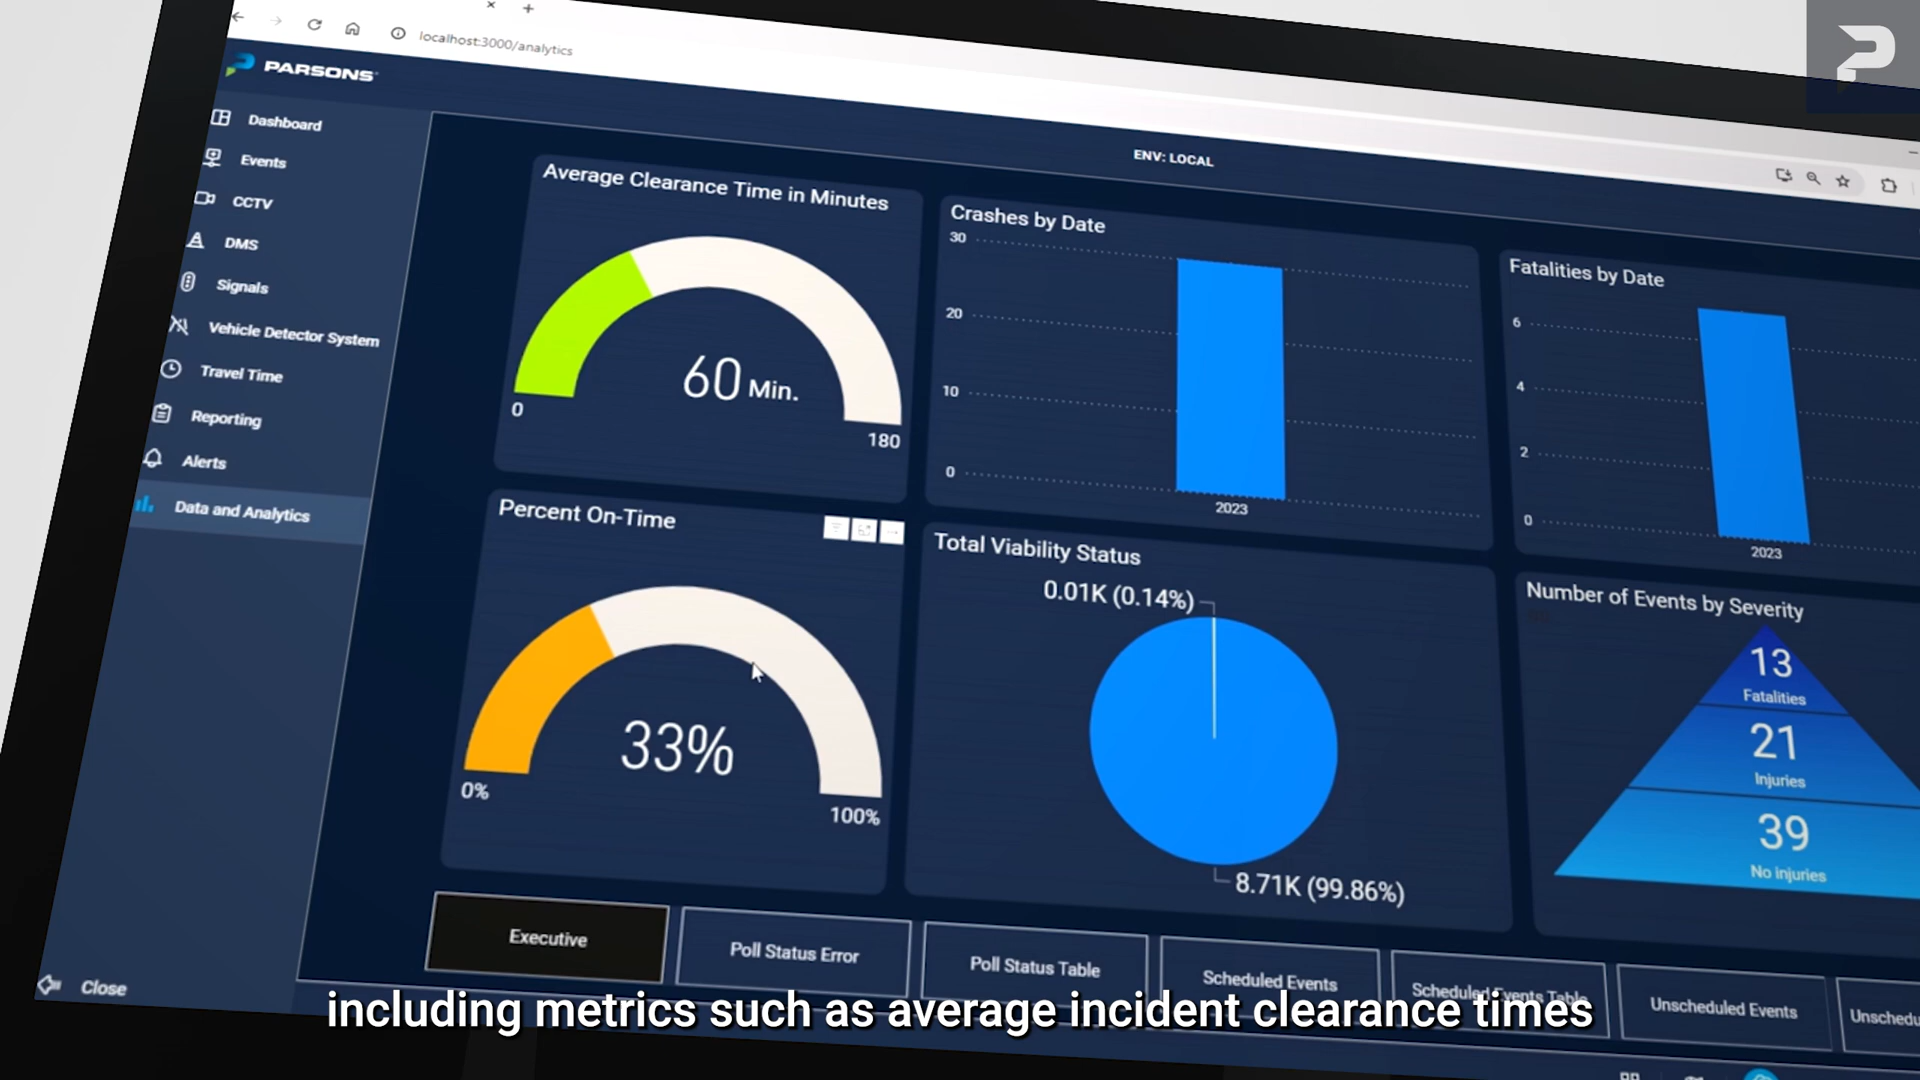 localhost:3000/analytics
PARSONS
ENV: LOCAL
Dashboard
Events
CCTV
DMS
Signals
Vehicle Detector System
Travel Time
Reporting
Alerts
Data and Analytics
Close
Average Clearance Time in Minutes
60 Min.
0
180
Crashes by Date
30
20
10
0
2023
Fatalities by Date
6
4
2
0
2023
Percent On-Time
33%
0%
100%
Total Viability Status
0.01K (0.14%)
8.71K (99.86%)
Number of Events by Severity
13
Fatalities
21
Injuries
39
No injuries
Executive
Poll Status Error
Poll Status Table
Scheduled Events
Scheduled Events Table
Unscheduled Events
including metrics such as average incident clearance times